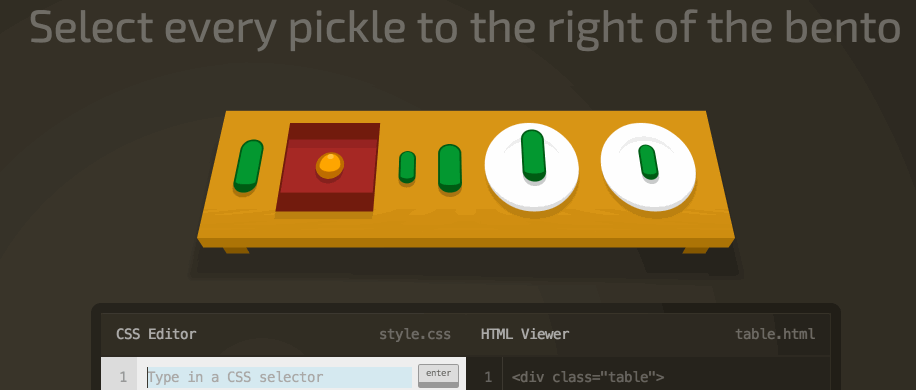 Select every pickle to the right of the bento
CSS Editor
style.css
HTML Viewer
table.html
1
Type in a CSS selector
enter
1
<div class="table">